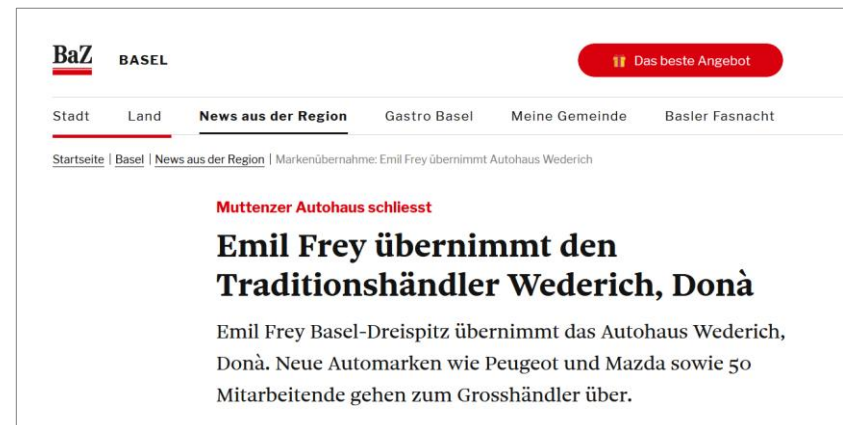 BaZ BASEL
Das beste Angebot
Stadt Land News aus der Region Gastro Basel Meine Gemeinde Basler Fasnacht
Startseite | Basel | News aus der Region | Markenübernahme: Emil Frey übernimmt Autohaus Wederich
Muttenzer Autohaus schliesst
Emil Frey übernimmt den
Traditionshändler Wederich, Donà
Emil Frey Basel-Dreispitz übernimmt das Autohaus Wederich,
Donà. Neue Automarken wie Peugeot und Mazda sowie 50
Mitarbeitende gehen zum Grosshändler über.